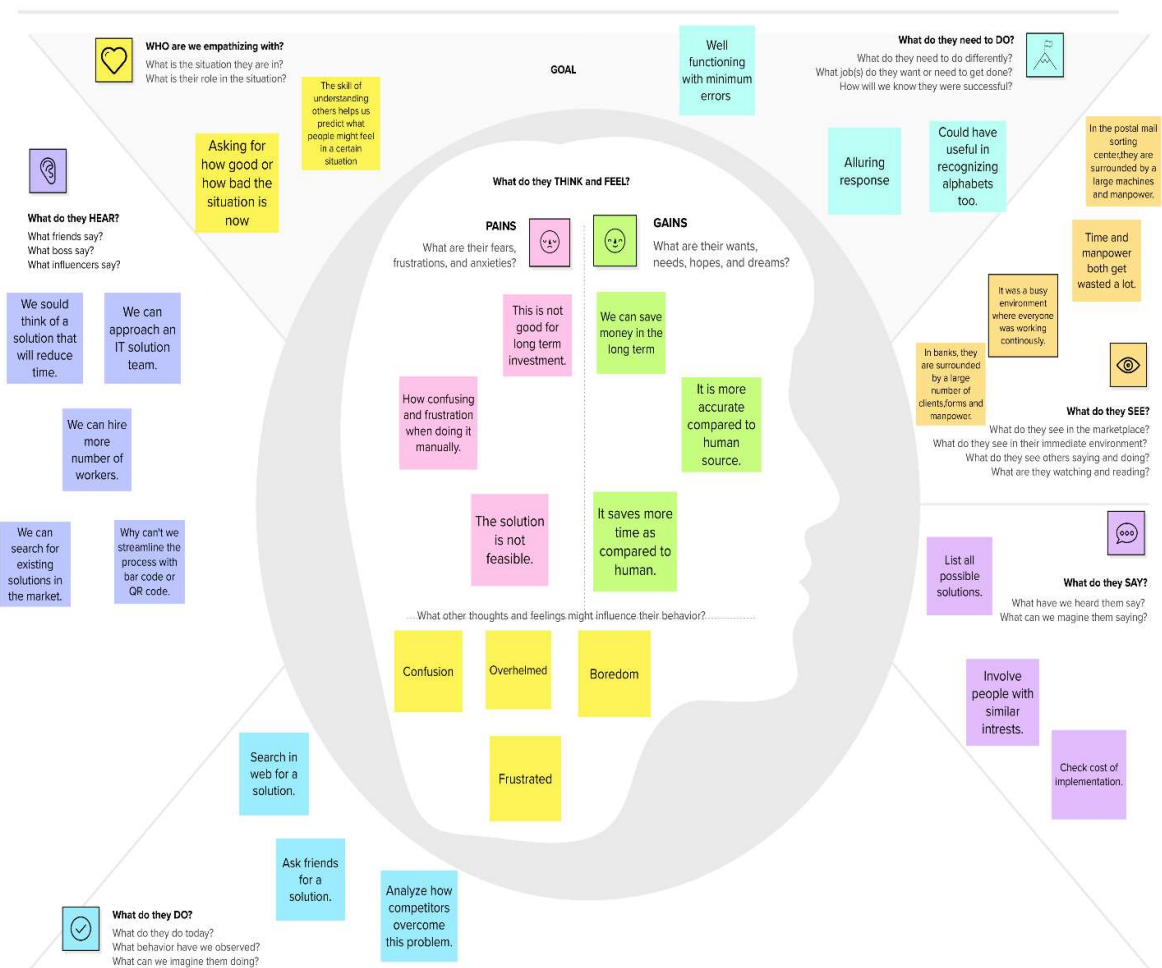 WHO are we empathizing with?
What is the situation they are in?
What is their role in the situation?
The skill of
understanding
others helps us
predict what
people might feel
in a certain
situation
Asking for
how good or
how bad the
situation is
now
GOAL
Well
functioning
with minimum
errors
What do they need to DO?
What do they need to do differently?
What job(s) do they want or need to get done?
How will we know they were successful?
Alluring
response
Could have
useful in
recognizing
alphabets
too.
What do they HEAR?
What friends say?
What boss say?
What influencers say?
We sould
think of a
solution that
will reduce
time.
We can
approach an
IT solution
team.
We can hire
more
number of
workers.
We can
search for
existing
solutions in
the market.
Why can't we
streamline the
process with
bar code or
QR code.
What do they THINK and FEEL?
PAINS
What are their fears,
frustrations, and anxieties?
This is not
good for
long term
investment.
How confusing
and frustration
when doing it
manually.
The solution
is not
feasible.
GAINS
What are their wants,
needs, hopes, and dreams?
We can save
money in the
long term
It is more
accurate
compared to
human
source.
It saves more
time as
compared to
human.
What other thoughts and feelings might influence their behavior?
Confusion
Overhelmed
Boredom
Frustrated
In the postal mail
sorting
center,they are
surrounded by a
large machines
and manpower.
Time and
manpower
both get
wasted a lot.
It was a busy
environment
where everyone
was working
continously.
In banks, they
are surrounded
by a large
number of
clients,forms and
manpower.
What do they SEE?
What do they see in the marketplace?
What do they see in their immediate environment?
What do they see others saying and doing?
What are they watching and reading?
List all
possible
solutions.
What do they SAY?
What have we heard them say?
What can we magine them saying?
Involve
people with
similar
intrests.
Check cost of
implementation.
Search in
web for a
solution.
Ask friends
for a
solution.
Analyze how
competitors
overcome
this problem.
What do they DO?
What do they do today?
What behavior have we observed?
What can we imagine them doing?